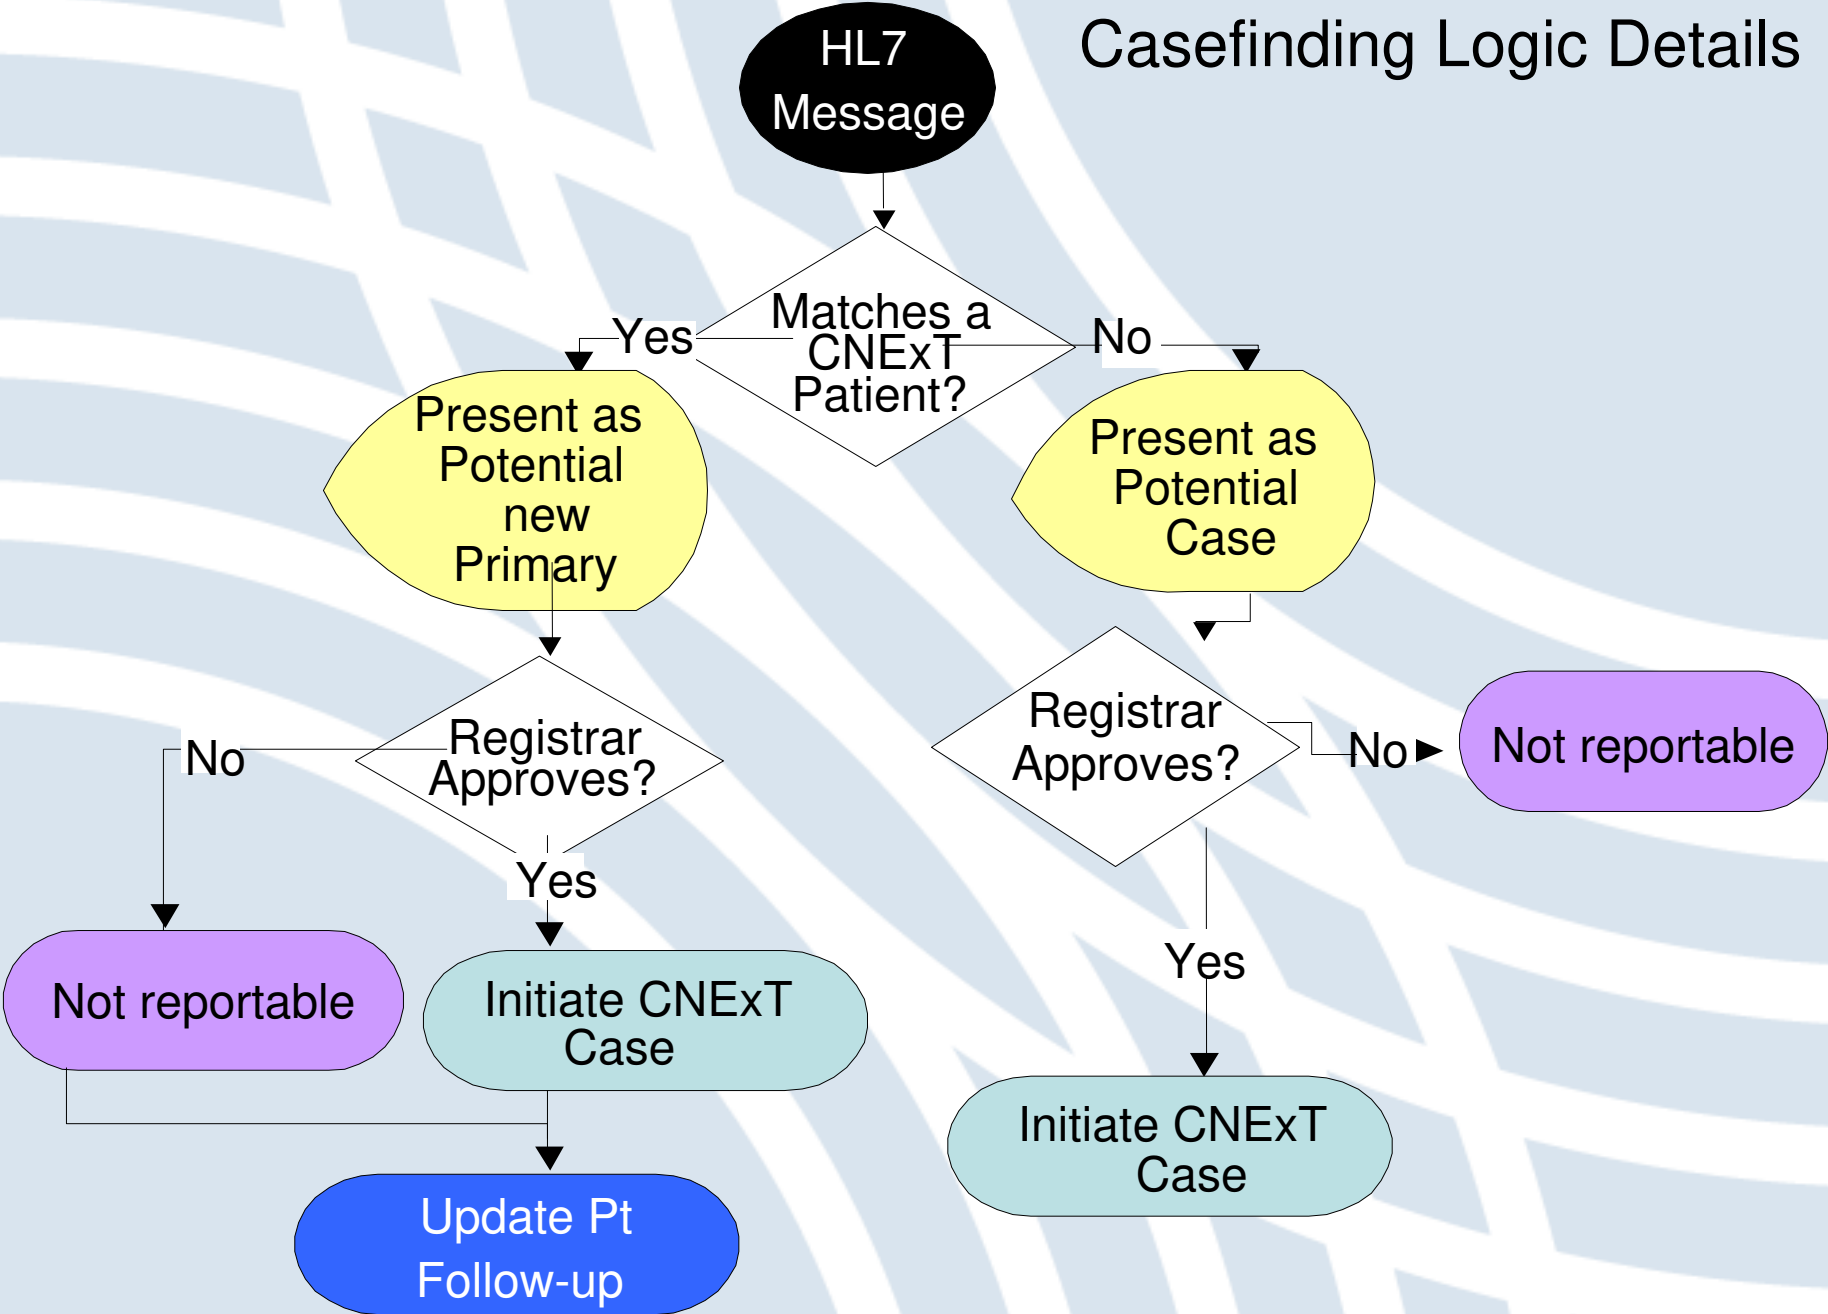 Casefinding Logic Details
HL7
Message
Matches a
CNExT
Patient?
Yes
No
Present as
Potential
new
Primary
Present as
Potential
Case
Registrar
Approves?
No
Yes
Registrar
Approves?
No
Not reportable
Yes
Not reportable
Initiate CNExT
Case
Initiate CNExT
Case
Update Pt
Follow-up